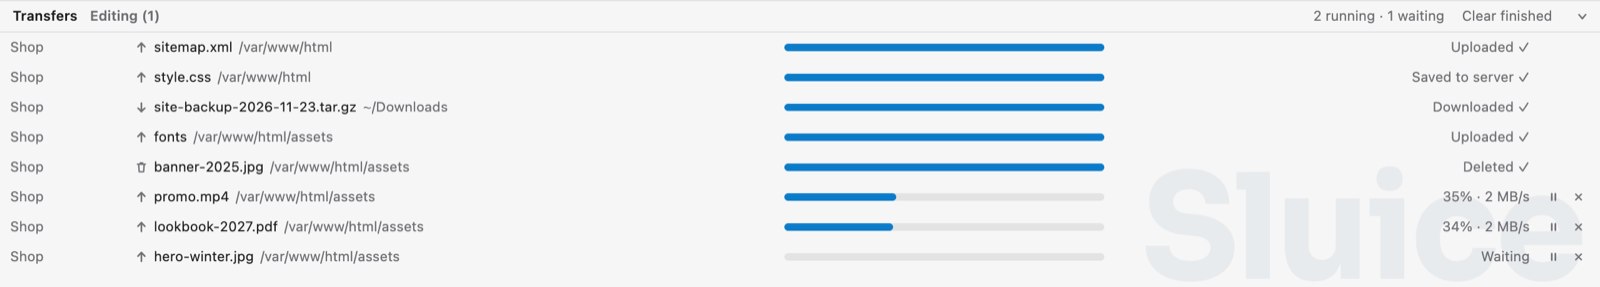 Transfers Editing (1) 2 running · 1 waiting Clear finished
Shop sitemap.xml /var/www/html Uploaded ✓
Shop style.css /var/www/html Saved to server ✓
Shop site-backup-2026-11-23.tar.gz ~/Downloads Downloaded ✓
Shop fonts /var/www/html/assets Uploaded ✓
Shop banner-2025.jpg /var/www/html/assets Deleted ✓
Shop promo.mp4 /var/www/html/assets 35% · 2 MB/s
Shop lookbook-2027.pdf /var/www/html/assets 34% · 2 MB/s
Shop hero-winter.jpg /var/www/html/assets Waiting
Sluice